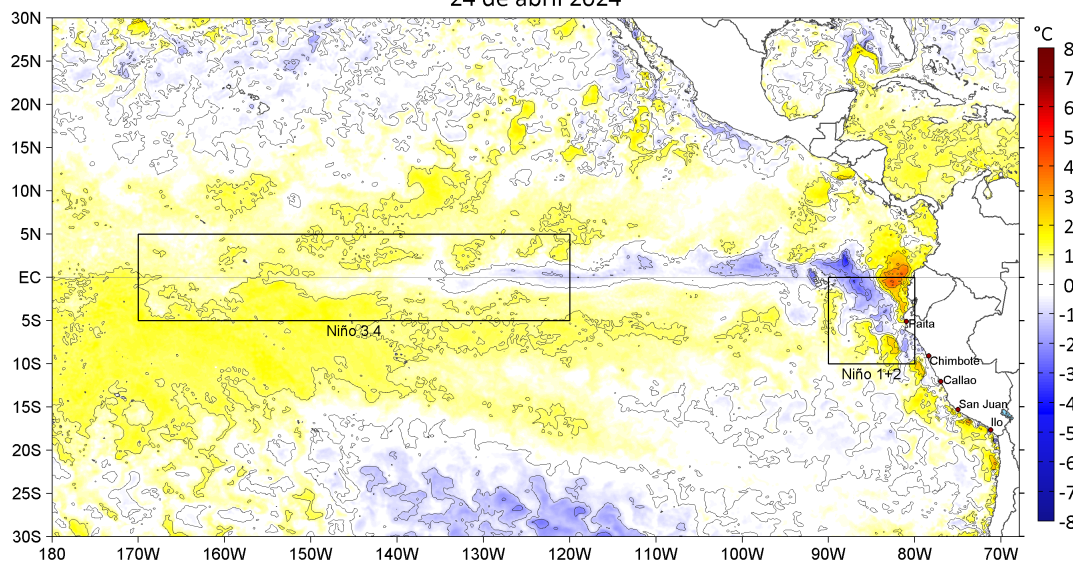 24 de abril 2024
°C
30N
25N
20N
15N
10N
5N
EC
5S
10S
15S
20S
25S
30S
Niño 3.4
Niño 1+2
Paita
Chimbote
Callao
San Juan
Ilo
8
7
6
5
4
3
2
1
0
-1
-2
-3
-4
-5
-6
-7
-8
180 170W 160W 150W 140W 130W 120W 110W 100W 90W 80W 70W